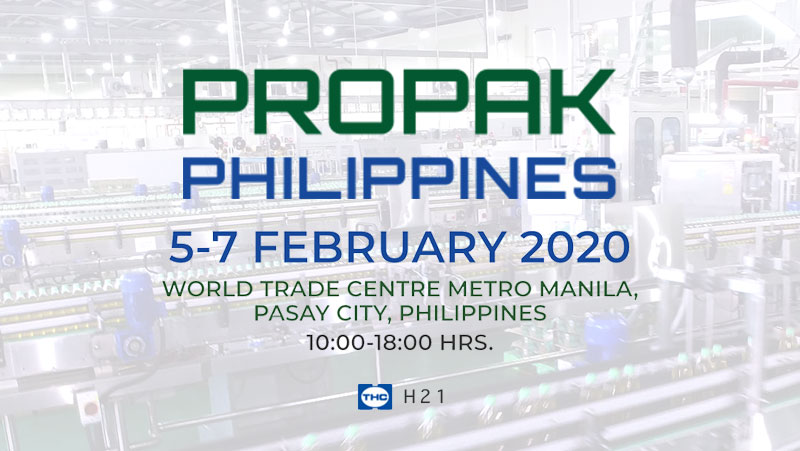 PROPAK
PHILIPPINES
5-7 FEBRUARY 2020
WORLD TRADE CENTRE METRO MANILA,
PASAY CITY, PHILIPPINES
10:00-18:00 HRS.
THC H21